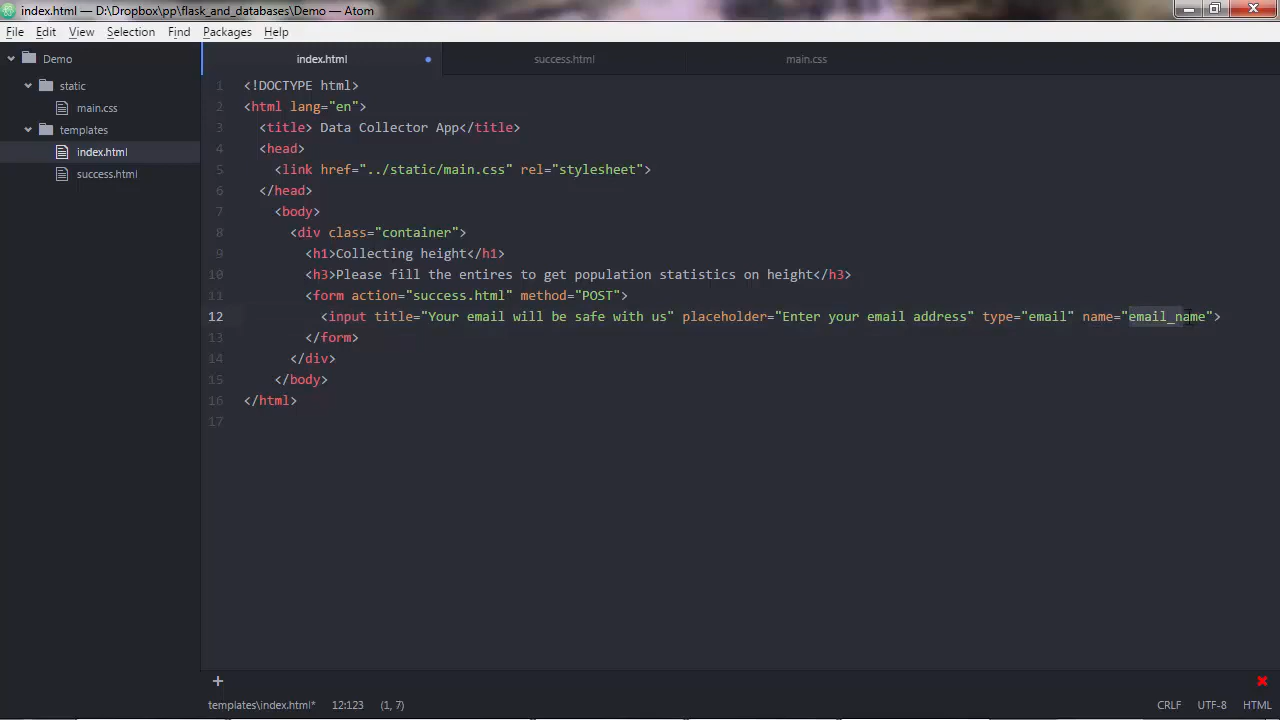 index.html — D:\Dropbox\pp\flask_and_databases\Demo — Atom
File Edit View Selection Find Packages Help
Demo
static
main.css
templates
index.html
success.html
index.html success.html main.css
1 <!DOCTYPE html>
2 <html lang="en">
3 <title> Data Collector App</title>
4 <head>
5 <link href="../static/main.css" rel="stylesheet">
6 </head>
7 <body>
8 <div class="container">
9 <h1>Collecting height</h1>
10 <h3>Please fill the entires to get population statistics on height</h3>
11 <form action="success.html" method="POST">
12 <input title="Your email will be safe with us" placeholder="Enter your email address" type="email" name="email_name">
13 </form>
14 </div>
15 </body>
16 </html>
17
templates\index.html* 12:123 (1, 7) CRLF UTF-8 HTML